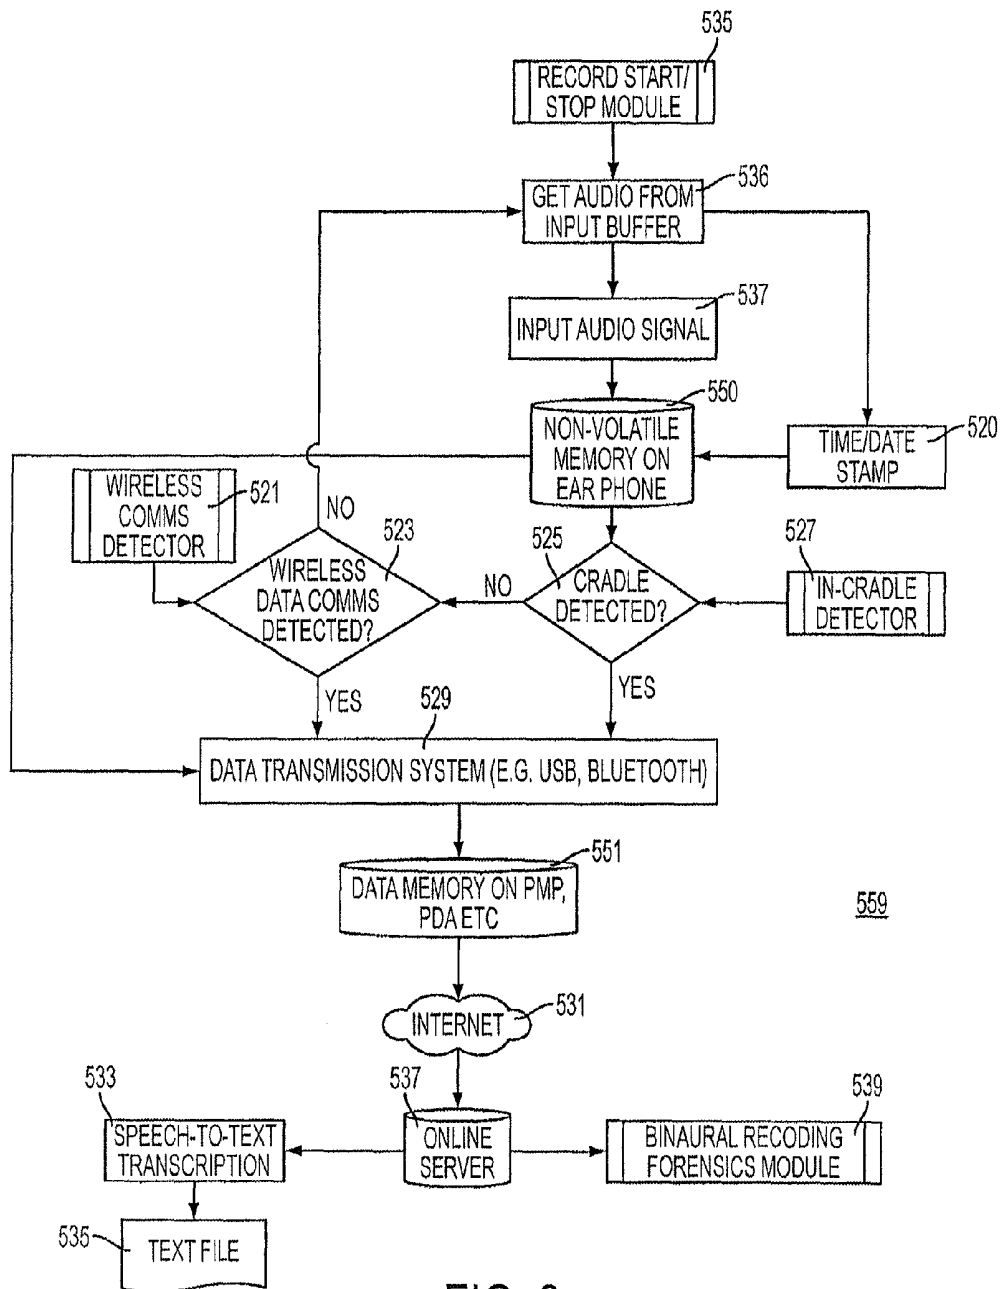 535
RECORD START/
STOP MODULE
536
GET AUDIO FROM
INPUT BUFFER
537
INPUT AUDIO SIGNAL
550
NON-VOLATILE
MEMORY ON
EAR PHONE
520
TIME/DATE
STAMP
WIRELESS
COMMS
DETECTOR
521
NO
523
WIRELESS
DATA COMMS
DETECTED?
NO
525
CRADLE
DETECTED?
527
IN-CRADLE
DETECTOR
YES
YES
529
DATA TRANSMISSION SYSTEM (E.G. USB, BLUETOOTH)
551
DATA MEMORY ON PMP,
PDA ETC
559
INTERNET
531
533
SPEECH-TO-TEXT
TRANSCRIPTION
537
ONLINE
SERVER
539
BINAURAL RECODING
FORENSICS MODULE
535
TEXT FILE